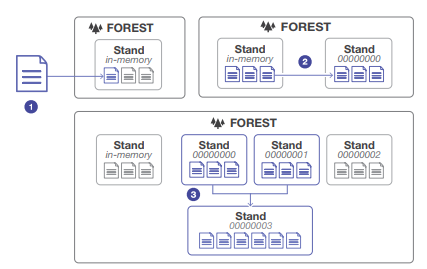 FOREST
Stand
in-memory
1
FOREST
Stand
in-memory
2
Stand
00000000
FOREST
Stand
in-memory
Stand
00000000
Stand
00000001
Stand
00000002
3
Stand
00000003